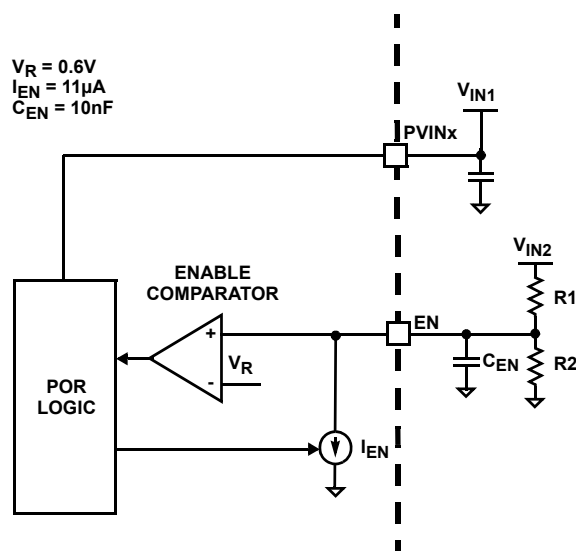 V_R = 0.6V
I_EN = 11µA
C_EN = 10nF
V_IN1
PVINx
V_IN2
R1
ENABLE
COMPARATOR
EN
+
V_R
-
C_EN
R2
POR
LOGIC
I_EN